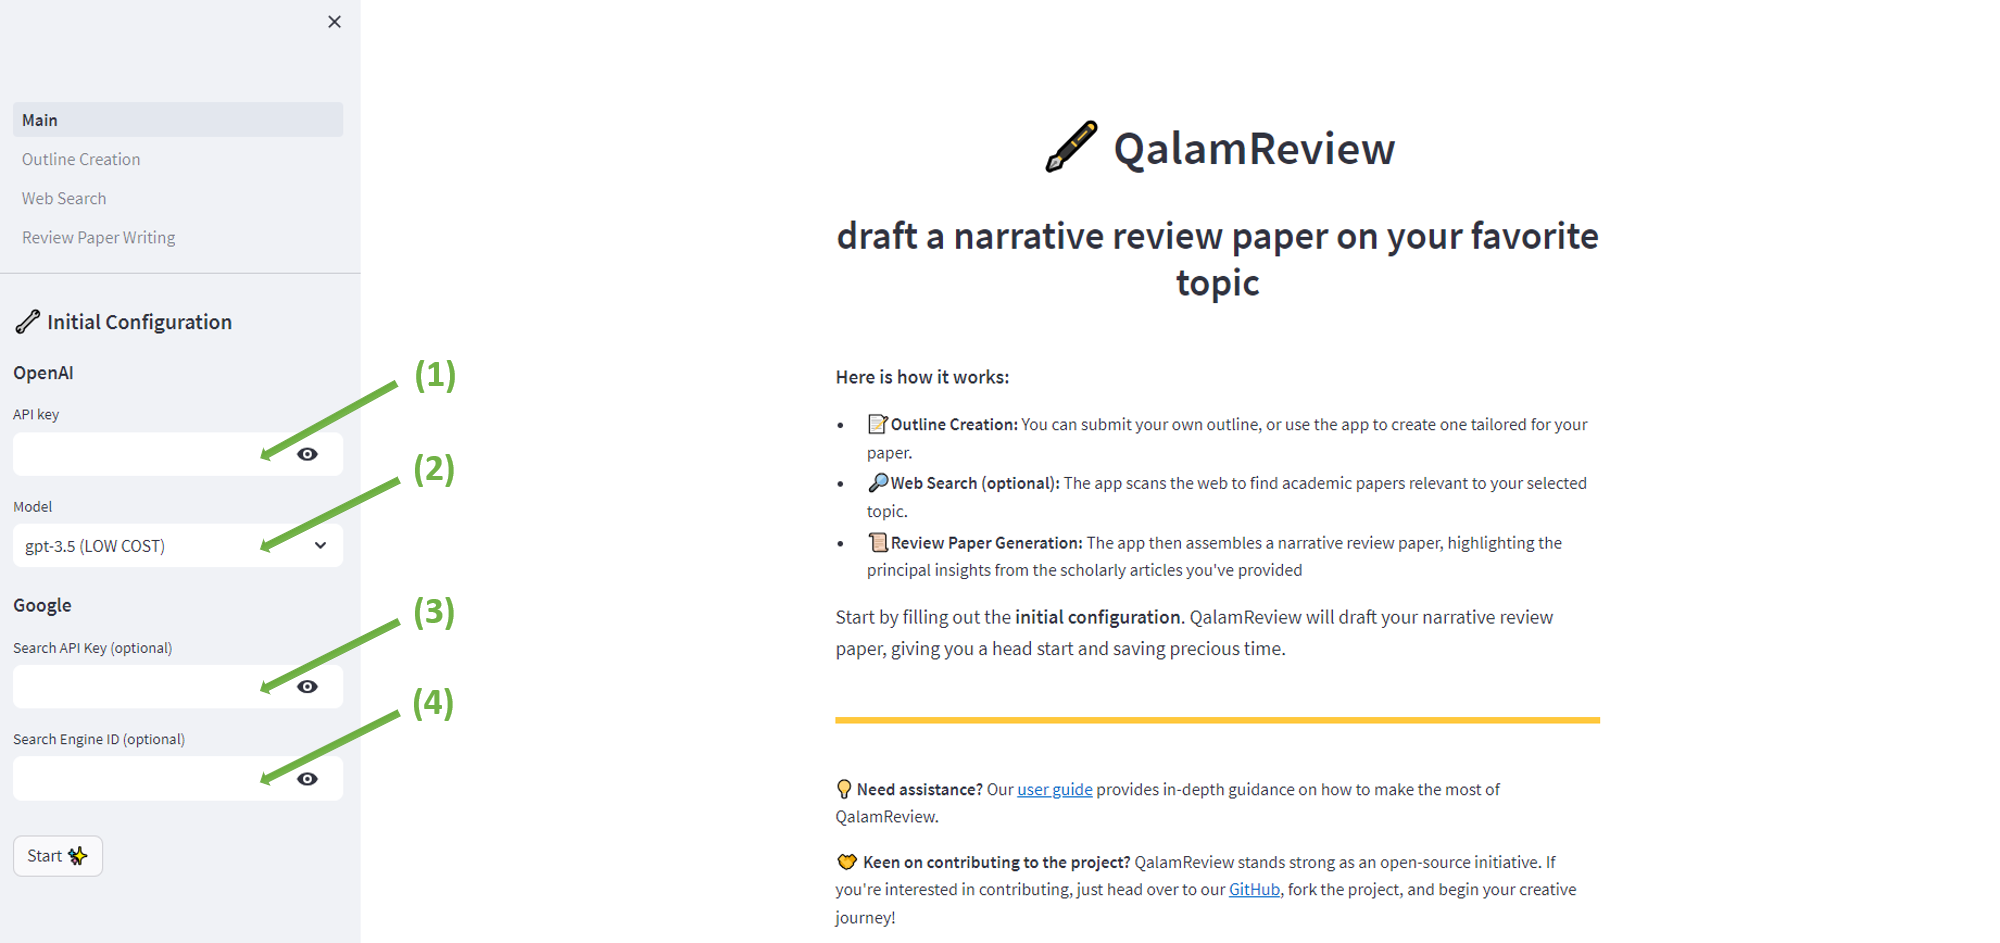 Main
Outline Creation
Web Search
Review Paper Writing
Initial Configuration
OpenAI
API key
(1)
Model
gpt-3.5 (LOW COST)
(2)
Google
Search API Key (optional)
(3)
Search Engine ID (optional)
(4)
Start
QalamReview
draft a narrative review paper on your favorite
topic
Here is how it works:
• Outline Creation: You can submit your own outline, or use the app to create one tailored for your
paper.
• Web Search (optional): The app scans the web to find academic papers relevant to your selected
topic.
• Review Paper Generation: The app then assembles a narrative review paper, highlighting the
principal insights from the scholarly articles you've provided
Start by filling out the initial configuration. QalamReview will draft your narrative review
paper, giving you a head start and saving precious time.
Need assistance? Our user guide provides in-depth guidance on how to make the most of
QalamReview.
Keen on contributing to the project? QalamReview stands strong as an open-source initiative. If
you're interested in contributing, just head over to our GitHub, fork the project, and begin your creative
journey!